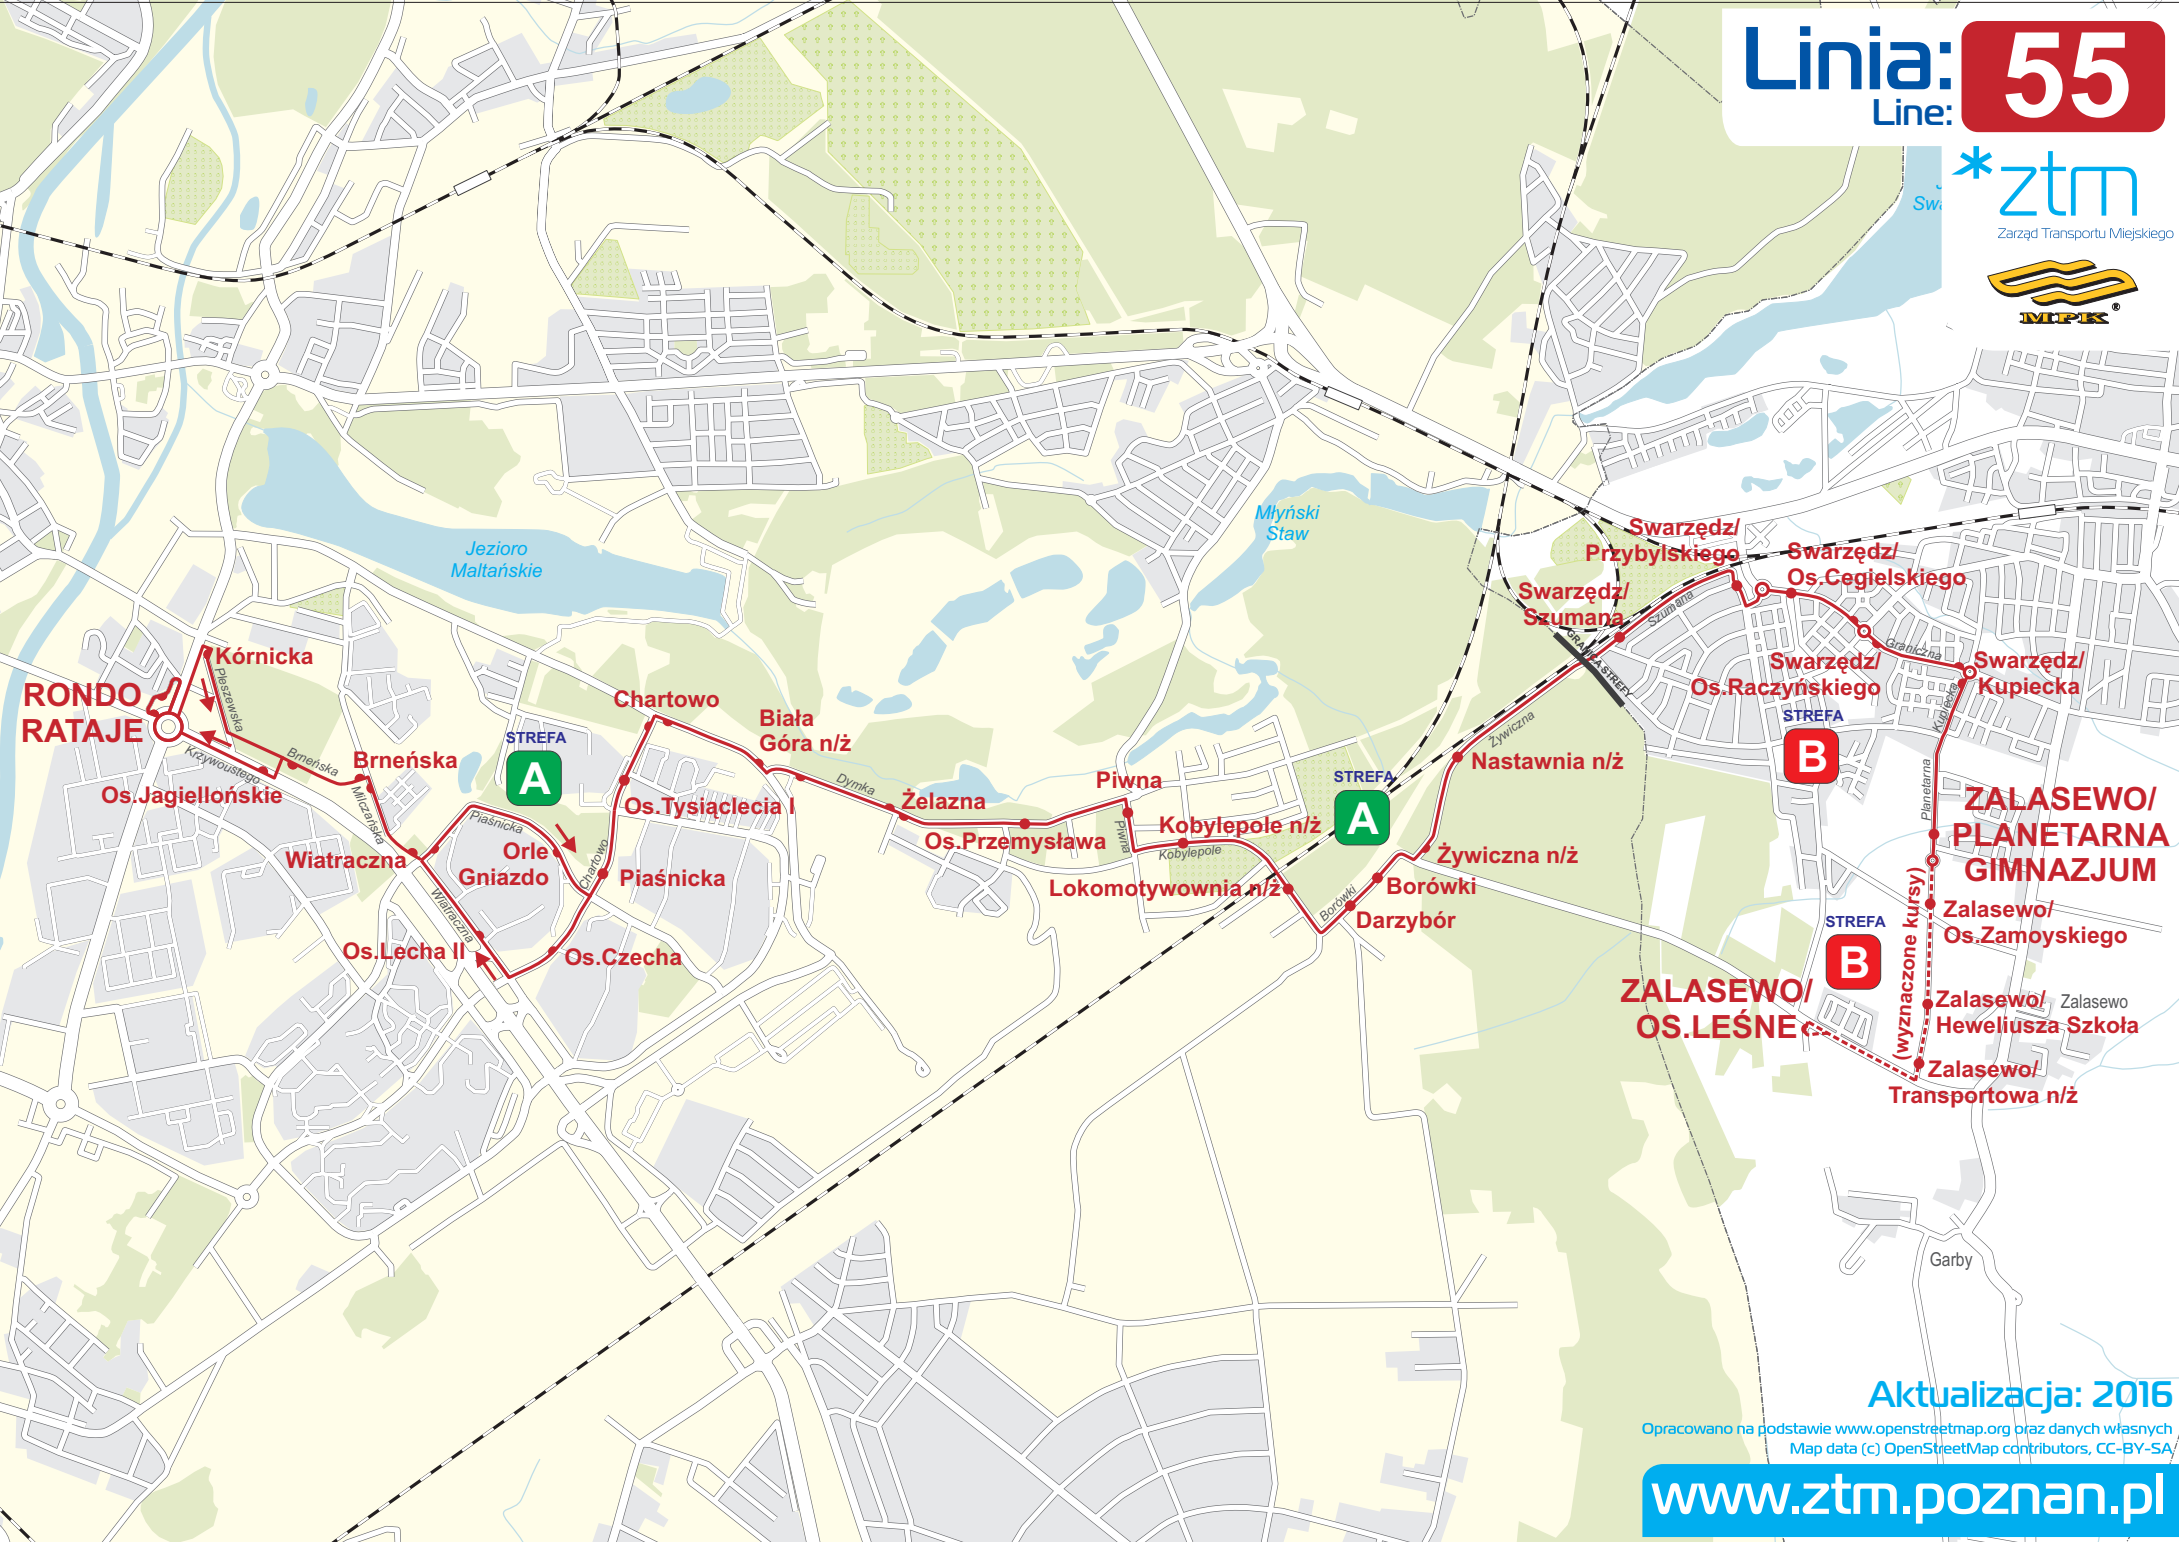 Linia:
Line:
55
ztm
Zarząd Transportu Miejskiego
MPK
®
Jezioro
Maltańskie
Młyński
Staw
RONDO
RATAJE
Kórnicka
Pleszewska
Krzywoustego
Os.Jagiellońskie
Brneńska
Brneńska
Milczańska
Wiatraczna
Wiatraczna
Os.Lecha II
Piaśnicka
Orle
Gniazdo
STREFA
A
Chartowo
Os.Czecha
Piaśnicka
Os.Tysiąclecia I
Chartowo
Biała
Góra n/ż
Dymka
Żelazna
Os.Przemysława
Piwna
Piwna
Kobylepole n/ż
Kobylepole
Lokomotywownia n/ż
STREFA
A
Borówki
Darzybór
Borówki
Żywiczna n/ż
Nastawnia n/ż
Żywiczna
GRANICA STREFY
Swarzędz/
Szumana
Szumana
Swarzędz/
Przybylskiego
Swarzędz/
Os.Cegielskiego
Swarzędz/
Os.Raczyńskiego
Graniczna
Swarzędz/
Kupiecka
Kupiecka
STREFA
B
Planetarna
ZALASEWO/
PLANETARNA
GIMNAZJUM
(wyznaczone kursy)
Zalasewo/
Os.Zamoyskiego
STREFA
B
Zalasewo/
Heweliusza Szkoła
Zalasewo
ZALASEWO/
OS.LEŚNE
Zalasewo/
Transportowa n/ż
Garby
Aktualizacja: 2016
Opracowano na podstawie www.openstreetmap.org oraz danych własnych
Map data (c) OpenStreetMap contributors, CC-BY-SA
www.ztm.poznan.pl